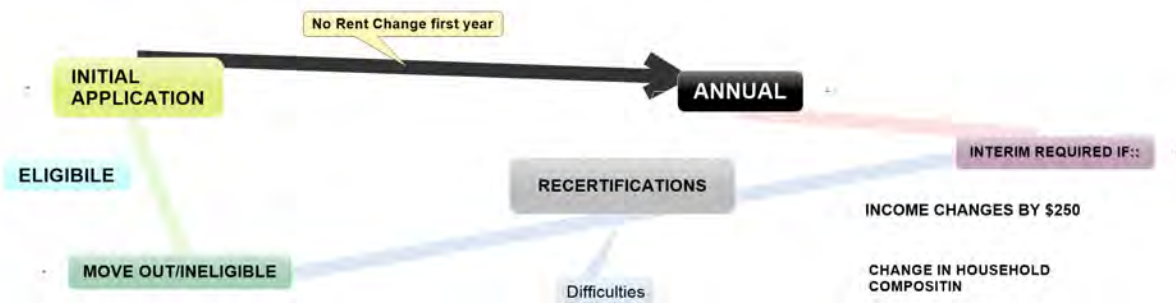 No Rent Change first year
INITIAL
APPLICATION
ANNUAL
INTERIM REQUIRED IF::
ELIGIBILE
RECERTIFICATIONS
INCOME CHANGES BY $250
MOVE OUT/INELIGIBLE
CHANGE IN HOUSEHOLD
COMPOSITIN
Difficulties